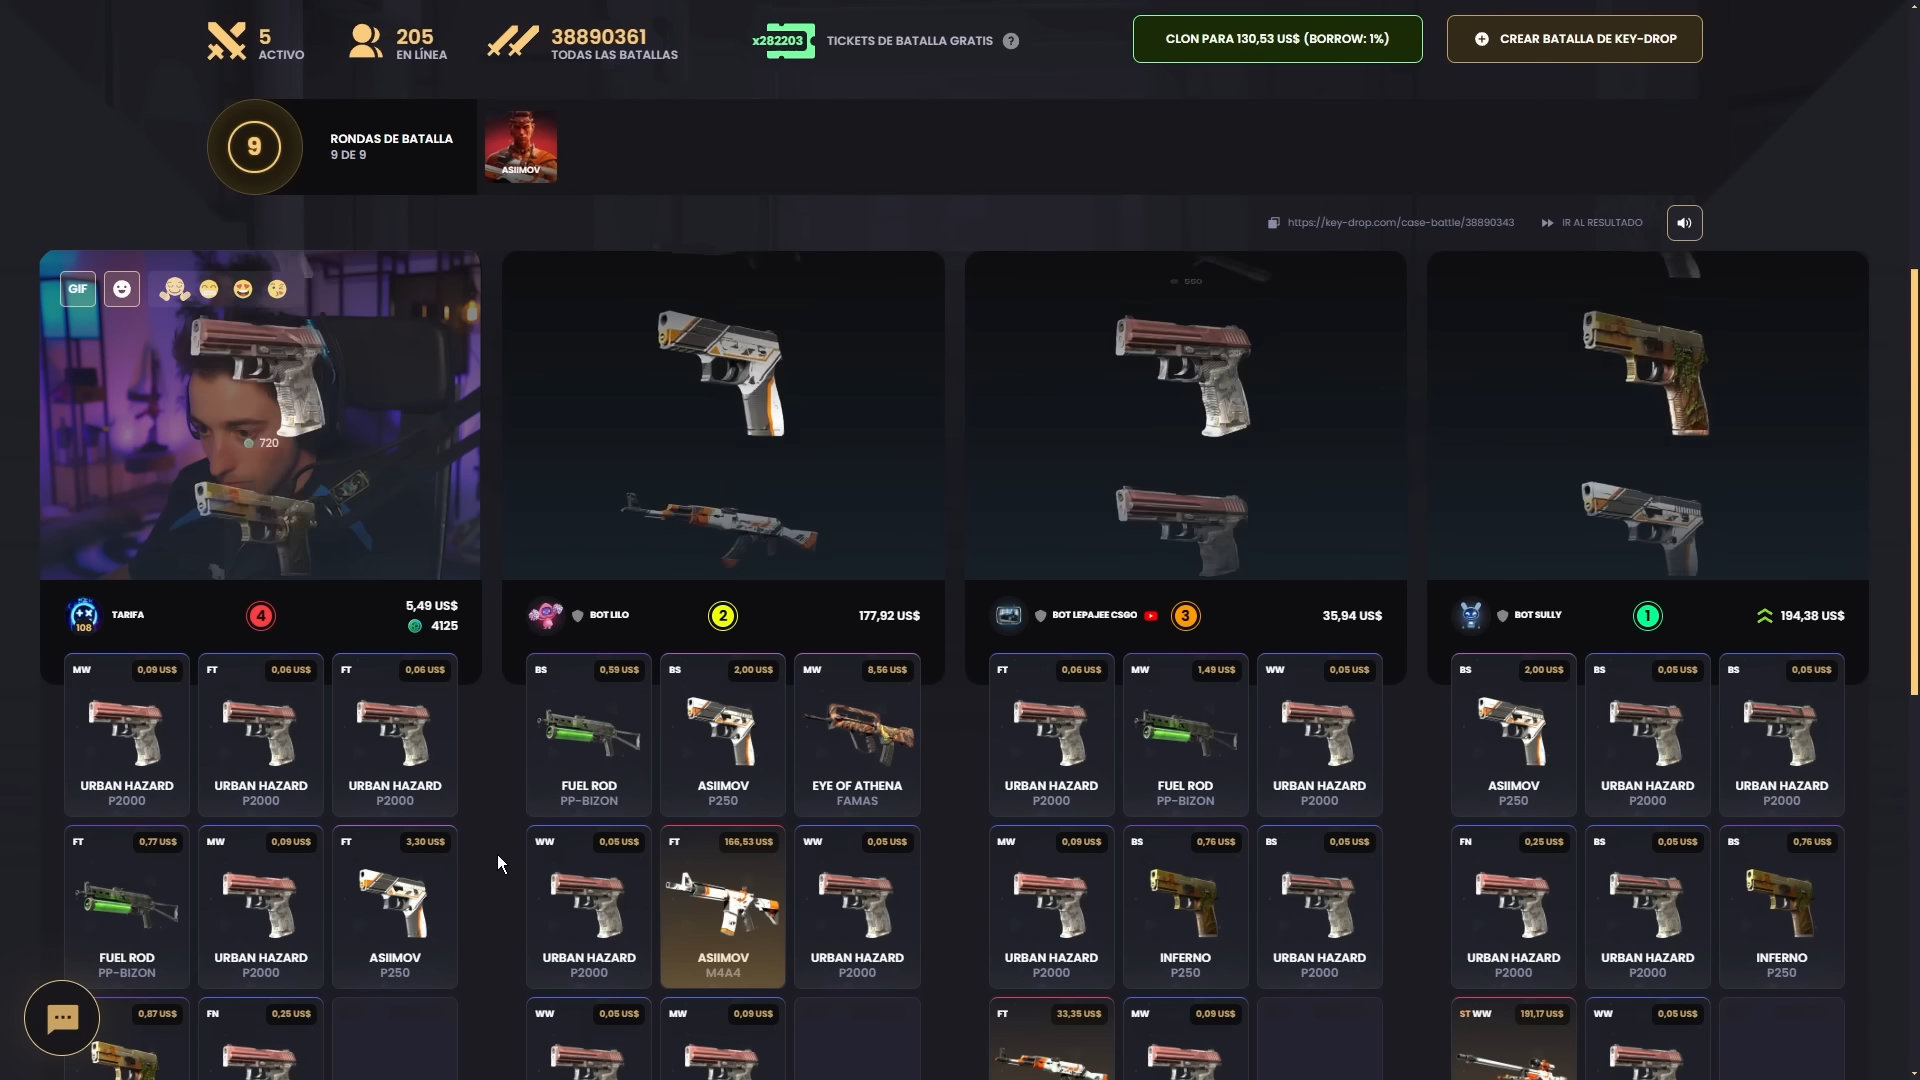 5
ACTIVO
205
EN LÍNEA
38890361
TODAS LAS BATALLAS
x282203
TICKETS DE BATALLA GRATIS
?
CLON PARA 130,53 US$ (BORROW: 1%)
CREAR BATALLA DE KEY-DROP
9
RONDAS DE BATALLA
9 DE 9
ASIIMOV
https://key-drop.com/case-battle/38890343
IR AL RESULTADO
GIF
720
550
TARIFA
108
4
5,49 US$
4125
BOT LILO
2
177,92 US$
BOT LEPAJEE CSGO
3
35,94 US$
BOT SULLY
1
194,38 US$
MW 0,09 US$
URBAN HAZARD
P2000
FT 0,06 US$
URBAN HAZARD
P2000
FT 0,06 US$
URBAN HAZARD
P2000
BS 0,59 US$
FUEL ROD
PP-BIZON
BS 2,00 US$
ASIIMOV
P250
MW 8,56 US$
EYE OF ATHENA
FAMAS
FT 0,06 US$
URBAN HAZARD
P2000
MW 1,49 US$
FUEL ROD
PP-BIZON
WW 0,05 US$
URBAN HAZARD
P2000
BS 2,00 US$
ASIIMOV
P250
BS 0,05 US$
URBAN HAZARD
P2000
BS 0,05 US$
URBAN HAZARD
P2000
FT 0,77 US$
FUEL ROD
PP-BIZON
MW 0,09 US$
URBAN HAZARD
P2000
FT 3,30 US$
ASIIMOV
P250
WW 0,05 US$
URBAN HAZARD
P2000
FT 166,53 US$
ASIIMOV
M4A4
WW 0,05 US$
URBAN HAZARD
P2000
MW 0,09 US$
URBAN HAZARD
P2000
BS 0,76 US$
INFERNO
P250
BS 0,05 US$
URBAN HAZARD
P2000
FN 0,25 US$
URBAN HAZARD
P2000
BS 0,05 US$
URBAN HAZARD
P2000
BS 0,76 US$
INFERNO
P250
0,87 US$
FN 0,25 US$
WW 0,05 US$
MW 0,09 US$
FT 33,35 US$
MW 0,09 US$
ST WW 191,17 US$
WW 0,05 US$